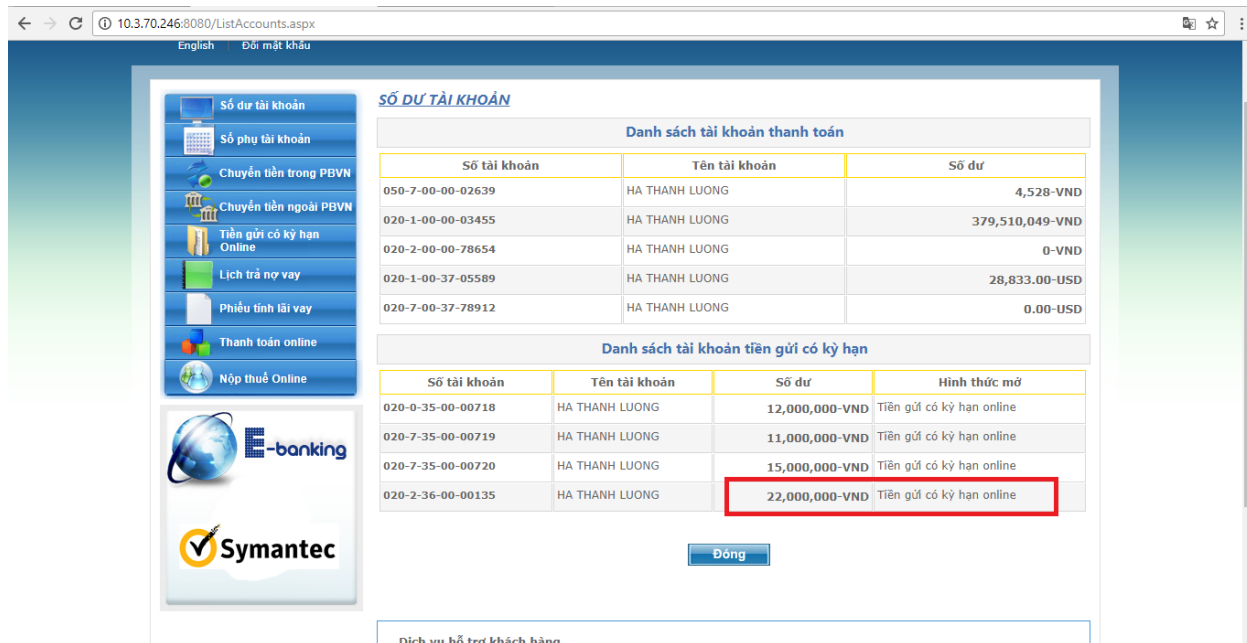 10.3.70.246:8080/ListAccounts.aspx
English | Đổi mật khẩu
Số dư tài khoản
Số phụ tài khoản
Chuyển tiền trong PBVN
Chuyển tiền ngoài PBVN
Tiền gửi có kỳ hạn
Online
Lịch trả nợ vay
Phiếu tính lãi vay
Thanh toán online
Nộp thuế Online
E-banking
Symantec
SỐ DƯ TÀI KHOẢN
Danh sách tài khoản thanh toán
Số tài khoản Tên tài khoản Số dư
050-7-00-00-02639 HA THANH LUONG 4,528-VND
020-1-00-00-03455 HA THANH LUONG 379,510,049-VND
020-2-00-00-78654 HA THANH LUONG 0-VND
020-1-00-37-05589 HA THANH LUONG 28,833.00-USD
020-7-00-37-78912 HA THANH LUONG 0.00-USD
Danh sách tài khoản tiền gửi có kỳ hạn
Số tài khoản Tên tài khoản Số dư Hình thức mở
020-0-35-00-00718 HA THANH LUONG 12,000,000-VND Tiền gửi có kỳ hạn online
020-7-35-00-00719 HA THANH LUONG 11,000,000-VND Tiền gửi có kỳ hạn online
020-7-35-00-00720 HA THANH LUONG 15,000,000-VND Tiền gửi có kỳ hạn online
020-2-36-00-00135 HA THANH LUONG 22,000,000-VND Tiền gửi có kỳ hạn online
Đóng
Dịch vụ hỗ trợ khách hàng